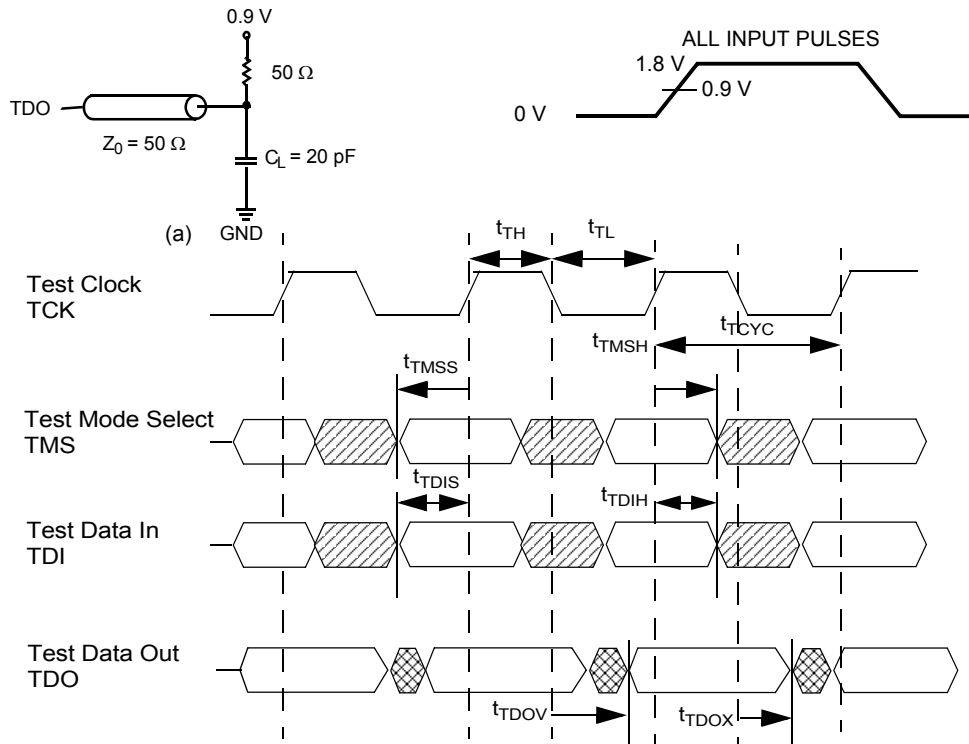 0.9 V
50 Ω
TDO
Z0 = 50 Ω
CL = 20 pF
(a) GND
ALL INPUT PULSES
1.8 V
0.9 V
0 V
tTH
tTL
Test Clock
TCK
tTCYC
tTMSH
tTMSS
Test Mode Select
TMS
tTDIS
tTDIH
Test Data In
TDI
Test Data Out
TDO
tTDOV
tTDOX